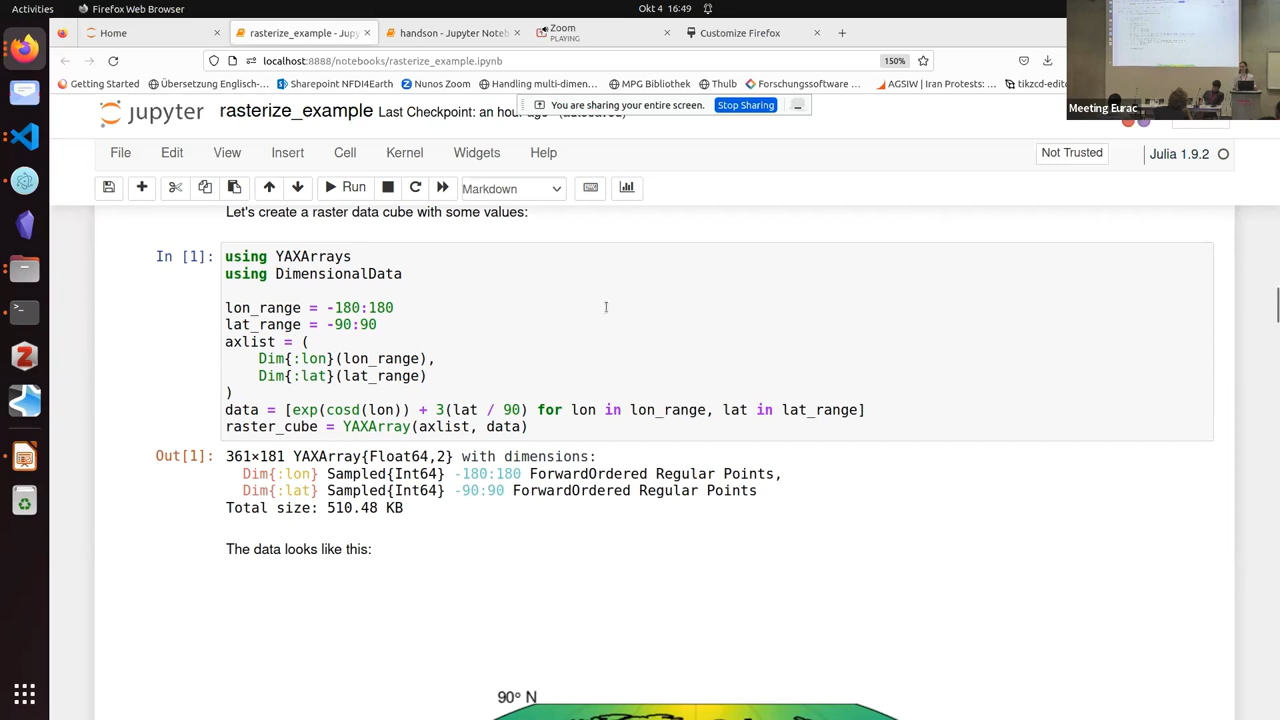 Activities
Firefox Web Browser
Okt 4 16:49
Home
rasterize_example - Jupy
handson - Jupyter Noteb
Zoom
PLAYING
Customize Firefox
localhost:8888/notebooks/rasterize_example.ipynb
150%
Getting Started
Übersetzung Englisch-...
Sharepoint NFDI4Earth
Nunos Zoom
Handling multi-dimen...
MPG Bibliothek
Thulb
Forschungssoftwar...
AGSIW | Iran Protests: ...
tikzcd-editor
Meeting Eurac
jupyter
rasterize_example
Last Checkpoint: an hour ago
(autosaved)
You are sharing your entire screen.
Stop Sharing
File Edit View Insert Cell Kernel Widgets Help
Not Trusted
Julia 1.9.2
Run
Markdown
Let's create a raster data cube with some values:
In [1]:
using YAXArrays
using DimensionalData
lon_range = -180:180
lat_range = -90:90
axlist = (
Dim{:lon}(lon_range),
Dim{:lat}(lat_range)
)
data = [exp(cosd(lon)) + 3(lat / 90) for lon in lon_range, lat in lat_range]
raster_cube = YAXArray(axlist, data)
Out[1]:
361×181 YAXArray{Float64,2} with dimensions:
Dim{:lon} Sampled{Int64} -180:180 ForwardOrdered Regular Points,
Dim{:lat} Sampled{Int64} -90:90 ForwardOrdered Regular Points
Total size: 510.48 KB
The data looks like this:
90° N